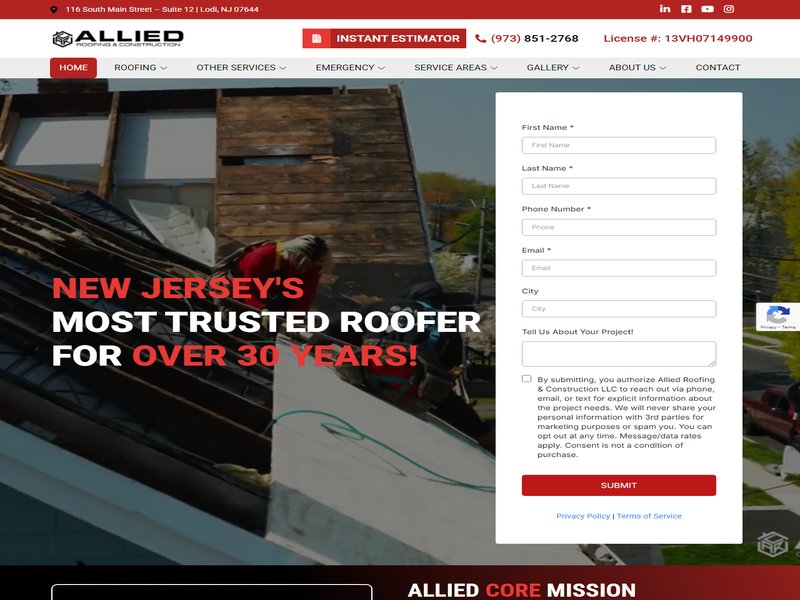 116 South Main Street – Suite 12 | Lodi, NJ 07644
ALLIED
ROOFING & CONSTRUCTION
INSTANT ESTIMATOR
(973) 851-2768
License #: 13VH07149900
HOME
ROOFING
OTHER SERVICES
EMERGENCY
SERVICE AREAS
GALLERY
ABOUT US
CONTACT
NEW JERSEY'S
MOST TRUSTED ROOFER
FOR OVER 30 YEARS!
First Name *
First Name
Last Name *
Last Name
Phone Number *
Phone
Email *
Email
City
City
Tell Us About Your Project!
By submitting, you authorize Allied Roofing
& Construction LLC to reach out via phone,
email, or text for explicit information about
the project needs. We will never share your
personal information with 3rd parties for
marketing purposes or spam you. You can
opt out at any time. Message/data rates
apply. Consent is not a condition of
purchase.
SUBMIT
Privacy Policy | Terms of Service
Privacy - Terms
ALLIED CORE MISSION